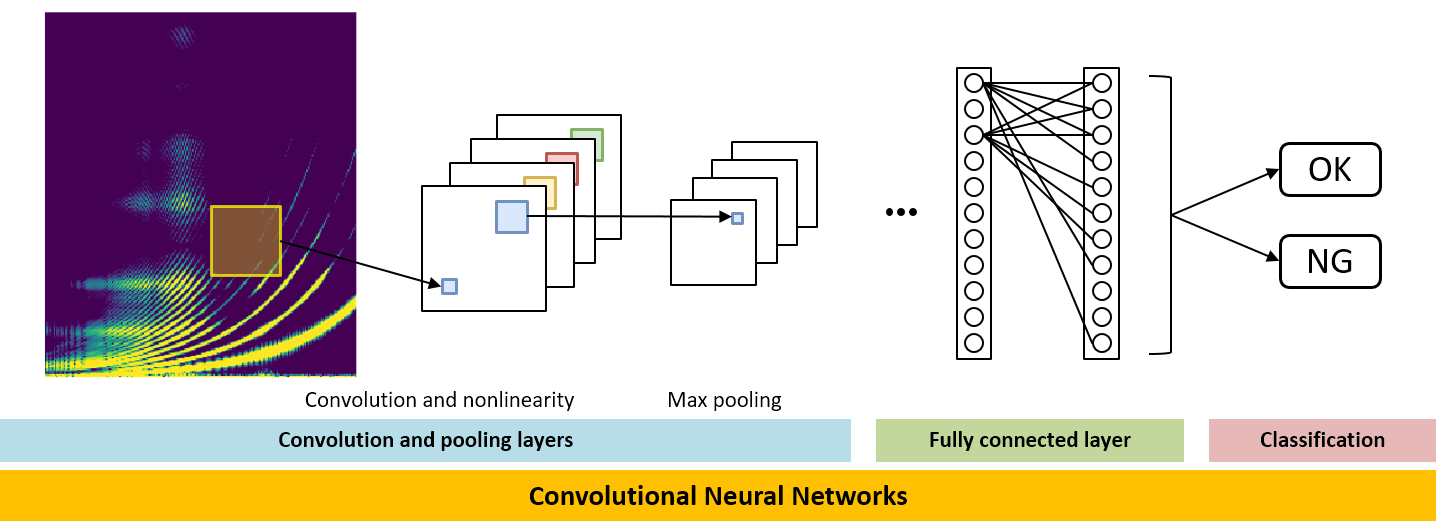 OK
NG
Convolution and nonlinearity
Max pooling
Convolution and pooling layers
Fully connected layer
Classification
Convolutional Neural Networks